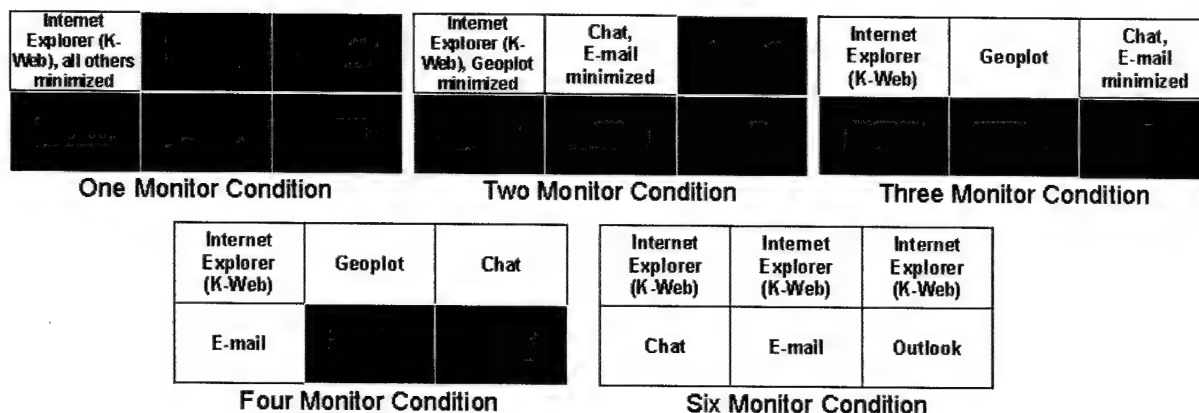 Internet
Explorer (K-
Web), all others
minimized
Internet
Explorer (K-
Web), Geoplot
minimized
Chat,
E-mail
minimized
Internet
Explorer
(K-Web)
Geoplot
Chat,
E-mail
minimized
One Monitor Condition
Two Monitor Condition
Three Monitor Condition
Internet
Explorer
(K-Web)
Geoplot
Chat
E-mail
Four Monitor Condition
Internet
Explorer
(K-Web)
Internet
Explorer
(K-Web)
Internet
Explorer
(K-Web)
Chat
E-mail
Outlook
Six Monitor Condition